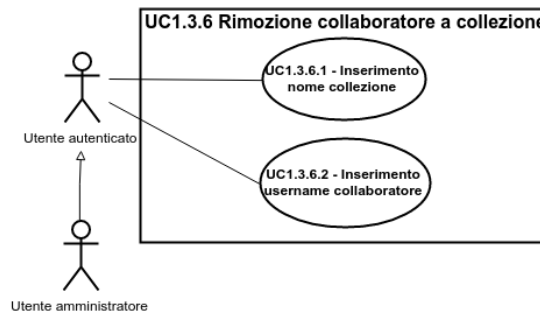 UC1.3.6 Rimozione collaboratore a collezione
UC1.3.6.1 - Inserimento
nome collezione
Utente autenticato
UC1.3.6.2 - Inserimento
username collaboratore
Utente amministratore